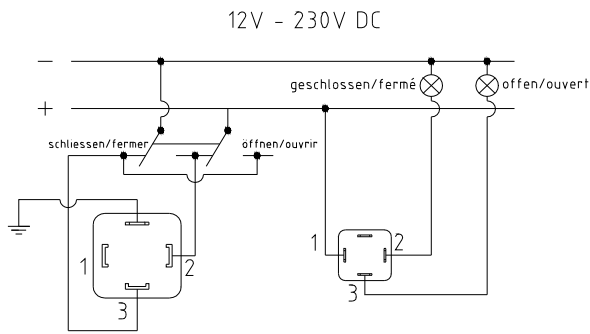 12V - 230V DC
−
geschlossen/fermé offen/ouvert
+
schliessen/fermer öffnen/ouvrir
1 2 3
1 2 3